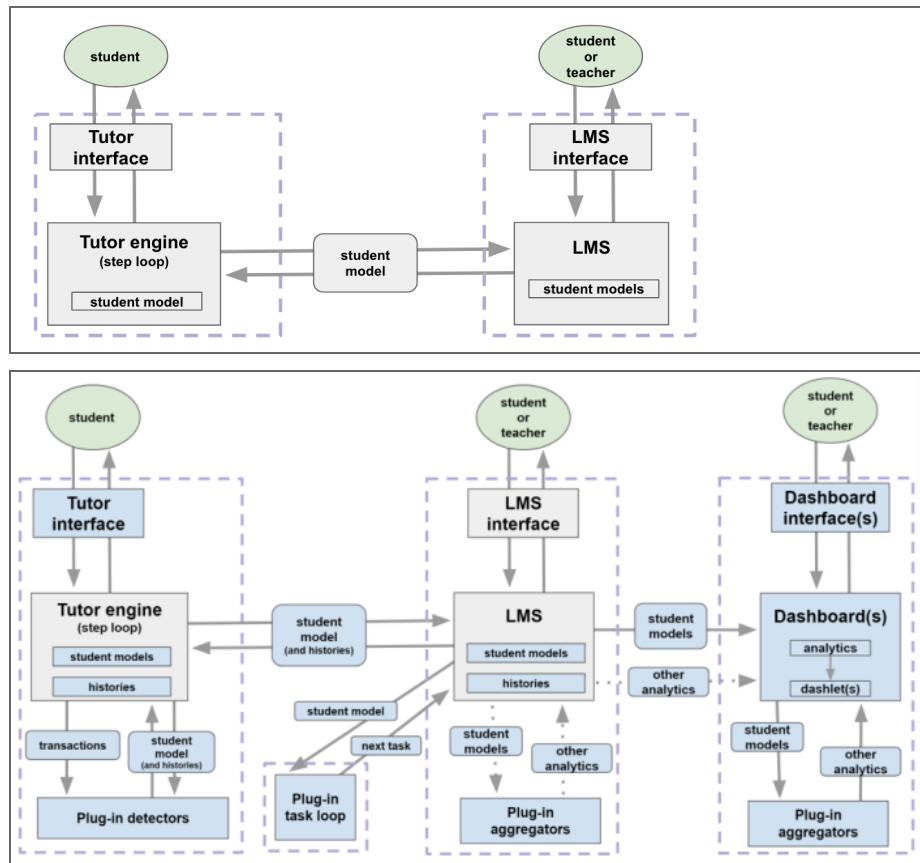 student
student
or
teacher
Tutor
interface
LMS
interface
Tutor engine
(step loop)
student model
student
model
LMS
student models
student
student
or
teacher
student
or
teacher
Tutor
interface
LMS
interface
Dashboard
interface(s)
Tutor engine
(step loop)
student models
histories
student
model
(and histories)
LMS
student models
histories
student
models
other
analytics
Dashboard(s)
analytics
dashlet(s)
transactions
student
model
(and histories)
student model
next task
student
models
other
analytics
student
models
other
analytics
Plug-in detectors
Plug-in
task loop
Plug-in
aggregators
Plug-in
aggregators